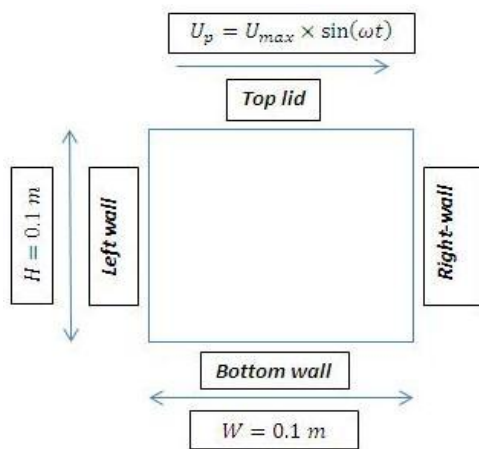 U_p = U_max × sin(ωt)
Top lid
H = 0.1 m
Left wall
Right-wall
Bottom wall
W = 0.1 m